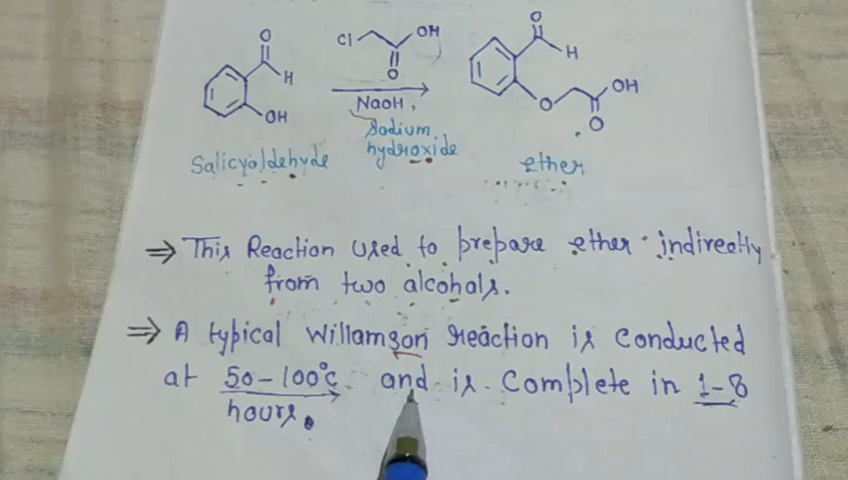 O
Cl
OH
O
H
O
H
OH
NaOH,
O
OH
O
OH
O
Sodium
hydroxide
Salicyaldehyde
ether
⇒ This Reaction used to prepare ether indirectly
from two alcohals.
⇒ A typical Willamson reaction is conducted
at 50-100°c and is complete in 1-8
hours.